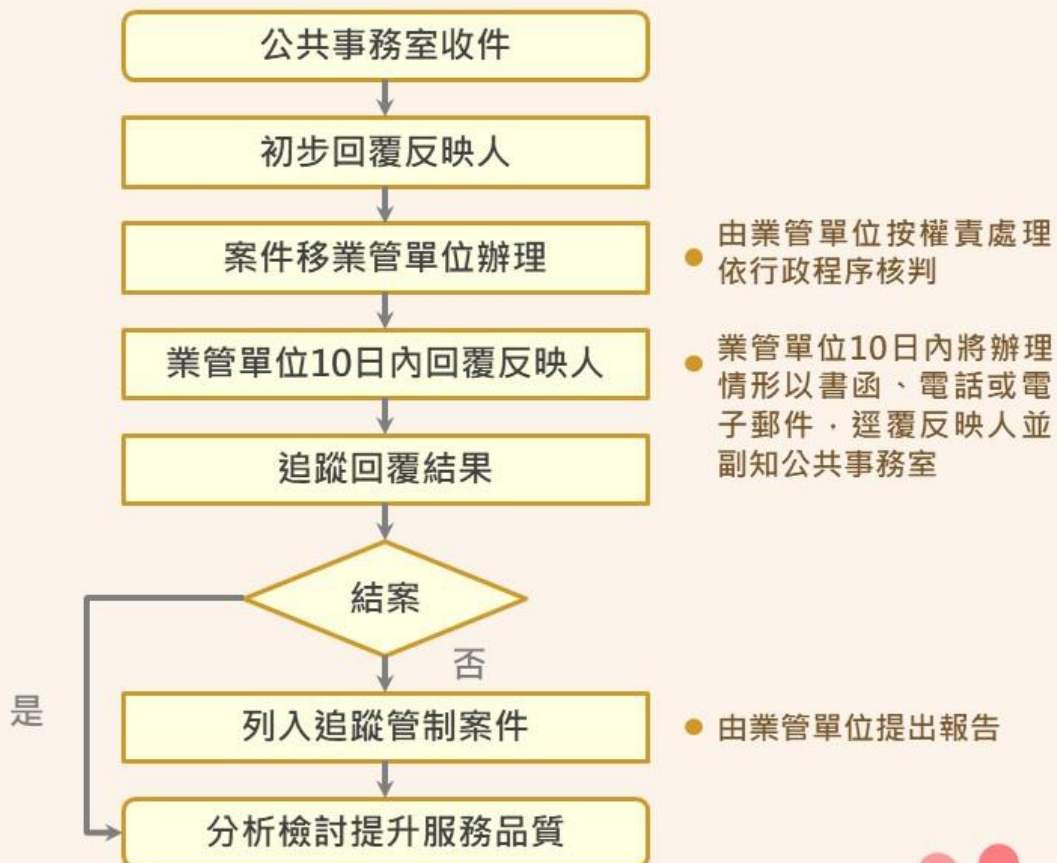 公共事務室收件
初步回覆反映人
案件移業管單位辦理
由業管單位按權責處理
依行政程序核判
業管單位10日內回覆反映人
業管單位10日內將辦理
情形以書函、電話或電
子郵件，逕覆反映人並
副知公共事務室
追蹤回覆結果
結案
否
是
列入追蹤管制案件
由業管單位提出報告
分析檢討提升服務品質